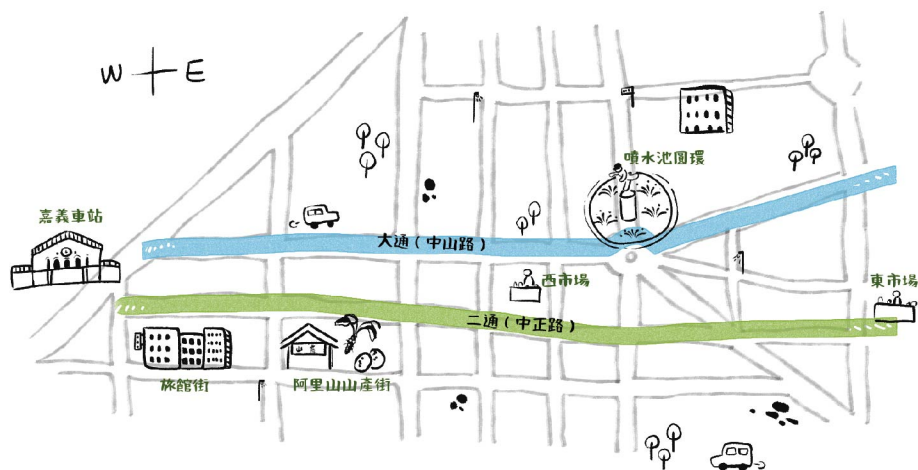 W E
噴水池圓環
嘉義車站
大通（中山路）
西市場
東市場
二通（中正路）
旅館街
阿里山山產街